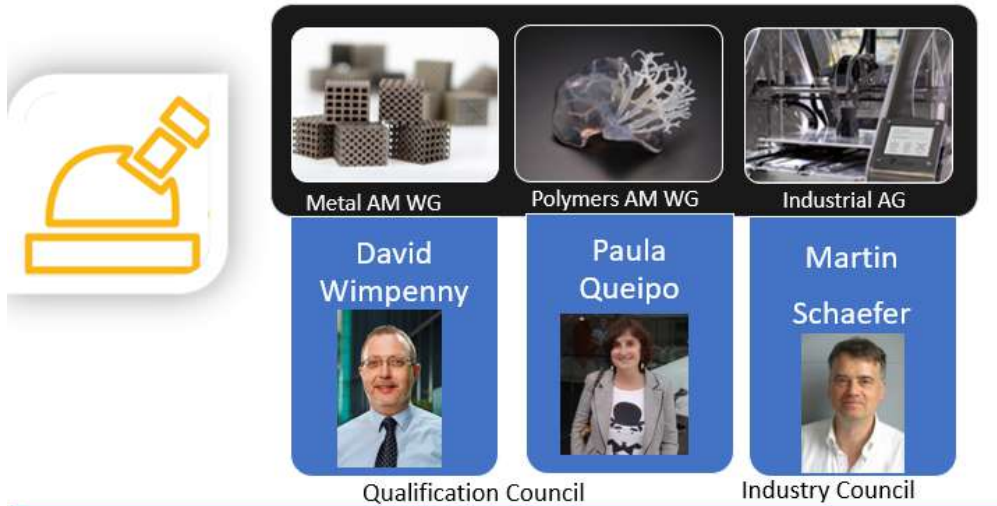 Metal AM WG
Polymers AM WG
Industrial AG
David
Wimpenny
Paula
Queipo
Martin
Schaefer
Qualification Council
Industry Council